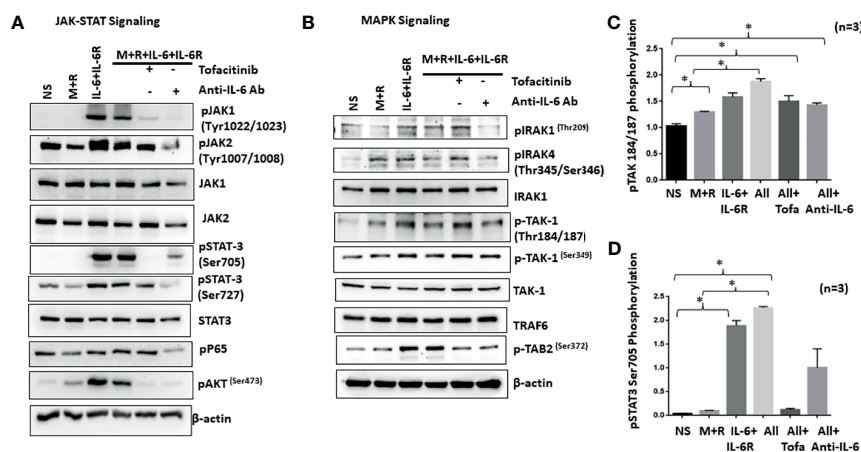 A
JAK-STAT Signaling
M+R+IL-6+IL-6R
NS
M+R
IL-6+IL-6R
+ - Tofacitinib
- + Anti-IL-6 Ab
pJAK1
(Tyr1022/1023)
pJAK2
(Tyr1007/1008)
JAK1
JAK2
pSTAT-3
(Ser705)
pSTAT-3
(Ser727)
STAT3
pP65
pAKT (Ser473)
β-actin
B
MAPK Signaling
M+R+IL-6+IL-6R
NS
M+R
IL-6+IL-6R
+ - Tofacitinib
- + Anti-IL-6 Ab
pIRAK1 (Thr209)
pIRAK4
(Thr345/Ser346)
IRAK1
p-TAK-1
(Thr184/187)
p-TAK-1 (Ser349)
TAK-1
TRAF6
p-TAB2 (Ser372)
β-actin
C
(n=3)
*
*
*
*
pTAK 184/187 phosphorylation
2.0
1.5
1.0
0.5
0.0
NS M+R IL-6+ All All+ All+
IL-6R Tofa Anti-IL-6
D
(n=3)
*
*
*
pSTAT3 Ser705 Phosphorylation
2.5
2.0
1.5
1.0
0.5
0.0
NS M+R IL-6+ All All+ All+
IL-6R Tofa Anti-IL-6